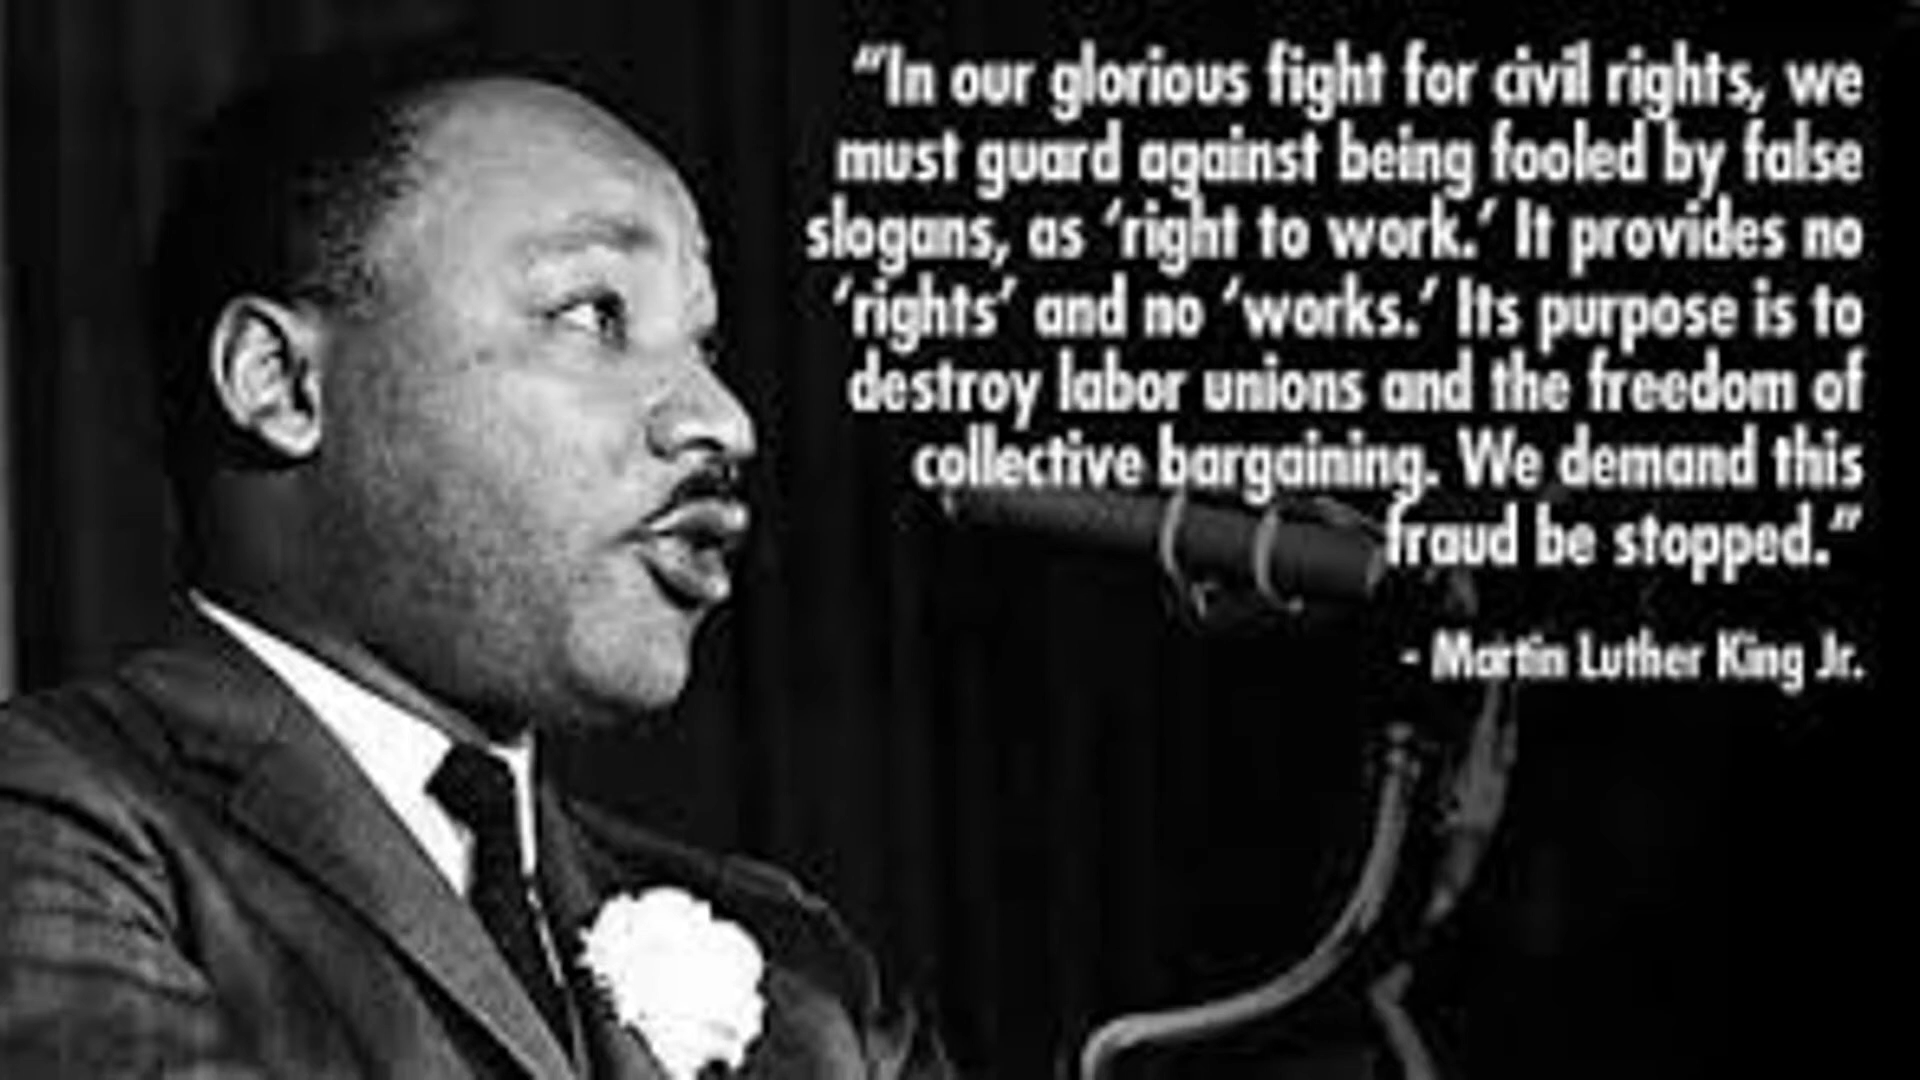 “In our glorious fight for civil rights, we
must guard against being fooled by false
slogans, as ‘right to work.’ It provides no
‘rights’ and no ‘works.’ Its purpose is to
destroy labor unions and the freedom of
collective bargaining. We demand this
fraud be stopped.”
- Martin Luther King Jr.